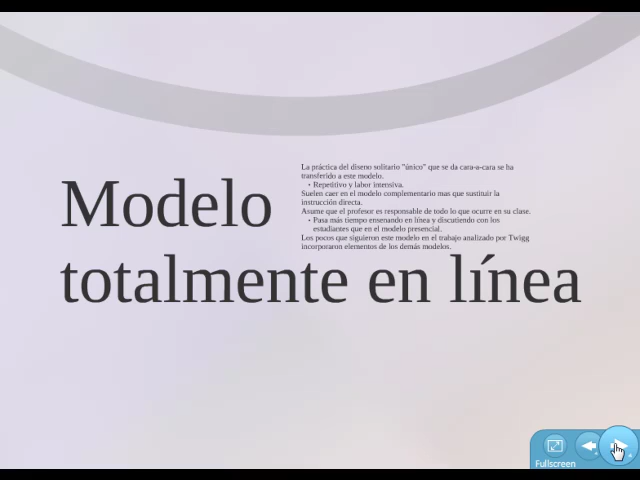 La práctica del diseno solitario "único" que se da cara-a-cara se ha
transferido a este modelo.
• Repetitivo y labor intensiva.
Suelen caer en el modelo complementario mas que sustituir la
instrucción directa.
Asume que el profesor es responsable de todo lo que ocurre en su clase.
• Pasa más tiempo ensenando en línea y discutiendo con los
estudiantes que en el modelo presencial.
Los pocos que siguieron este modelo en el trabajo analizado por Twigg
incorporaron elementos de los demás modelos.
Modelo
totalmente en línea
Fullscreen